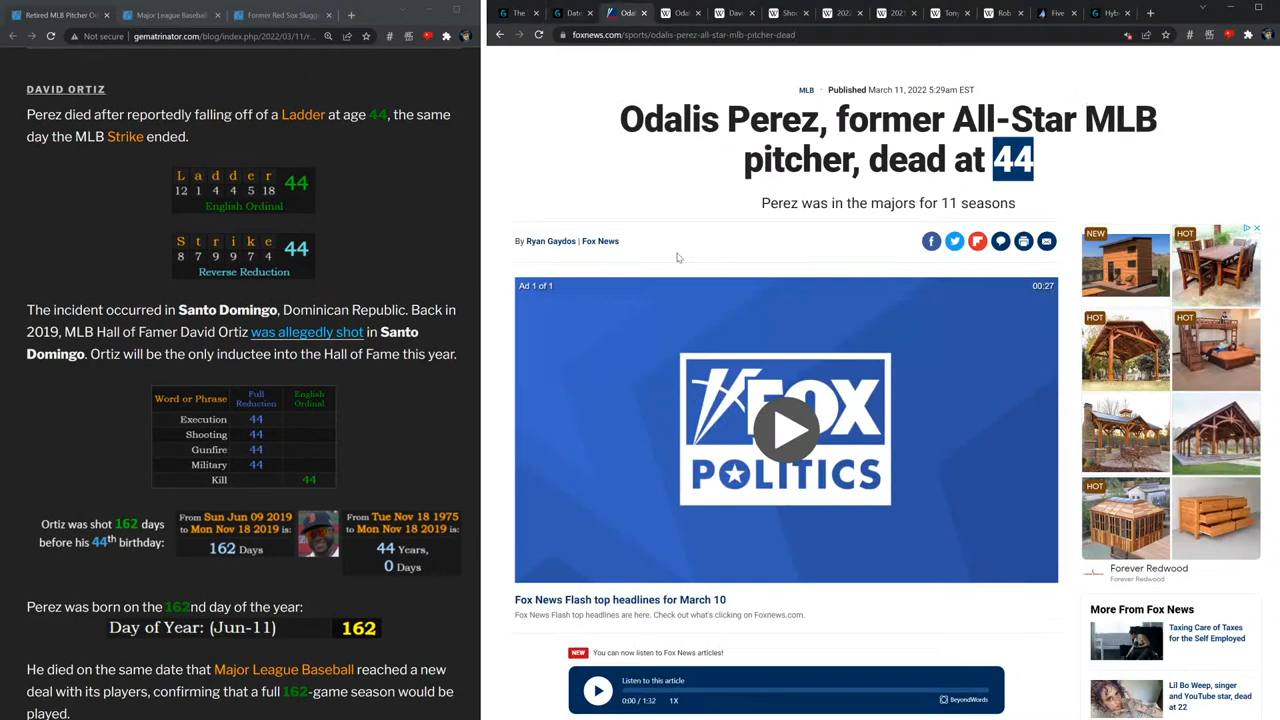 Retired MLB Pitcher Od
Major League Baseball
Former Red Sox Slugg
Not secure
gematrinator.com/blog/index.php/2022/03/11/r...
DAVID ORTIZ
Perez died after reportedly falling off of a Ladder at age 44, the same
day the MLB Strike ended.
L a d d e r 44
12 1 4 4 5 18
English Ordinal
S t r i k e 44
8 7 9 9 7 4
Reverse Reduction
The incident occurred in Santo Domingo, Dominican Republic. Back in
2019, MLB Hall of Famer David Ortiz was allegedly shot in Santo
Domingo. Ortiz will be the only inductee into the Hall of Fame this year.
Word or Phrase Full Reduction English Ordinal
Execution 44
Shooting 44
Gunfire 44
Military 44
Kill 44
Ortiz was shot 162 days
before his 44th birthday:
From Sun Jun 09 2019
to Mon Nov 18 2019 is:
162 Days
From Tue Nov 18 1975
to Mon Nov 18 2019 is:
44 Years,
0 Days
Perez was born on the 162nd day of the year:
Day of Year: (Jun-11) 162
He died on the same date that Major League Baseball reached a new
deal with its players, confirming that a full 162-game season would be
played.
The
Date
Odal
Odal
Davi
Shoo
2022
2021
Tony
Rob
Five
Hyb
foxnews.com/sports/odalis-perez-all-star-mlb-pitcher-dead
MLB · Published March 11, 2022 5:29am EST
Odalis Perez, former All-Star MLB
pitcher, dead at 44
Perez was in the majors for 11 seasons
By Ryan Gaydos | Fox News
Ad 1 of 1
00:27
FOX
POLITICS
Fox News Flash top headlines for March 10
Fox News Flash top headlines are here. Check out what's clicking on Foxnews.com.
NEW You can now listen to Fox News articles!
Listen to this article
0:00 / 1:32 1X
BeyondWords
NEW
HOT
HOT
HOT
HOT
Forever Redwood
Forever Redwood
More From Fox News
Taxing Care of Taxes
for the Self Employed
Lil Bo Weep, singer
and YouTube star, dead
at 22